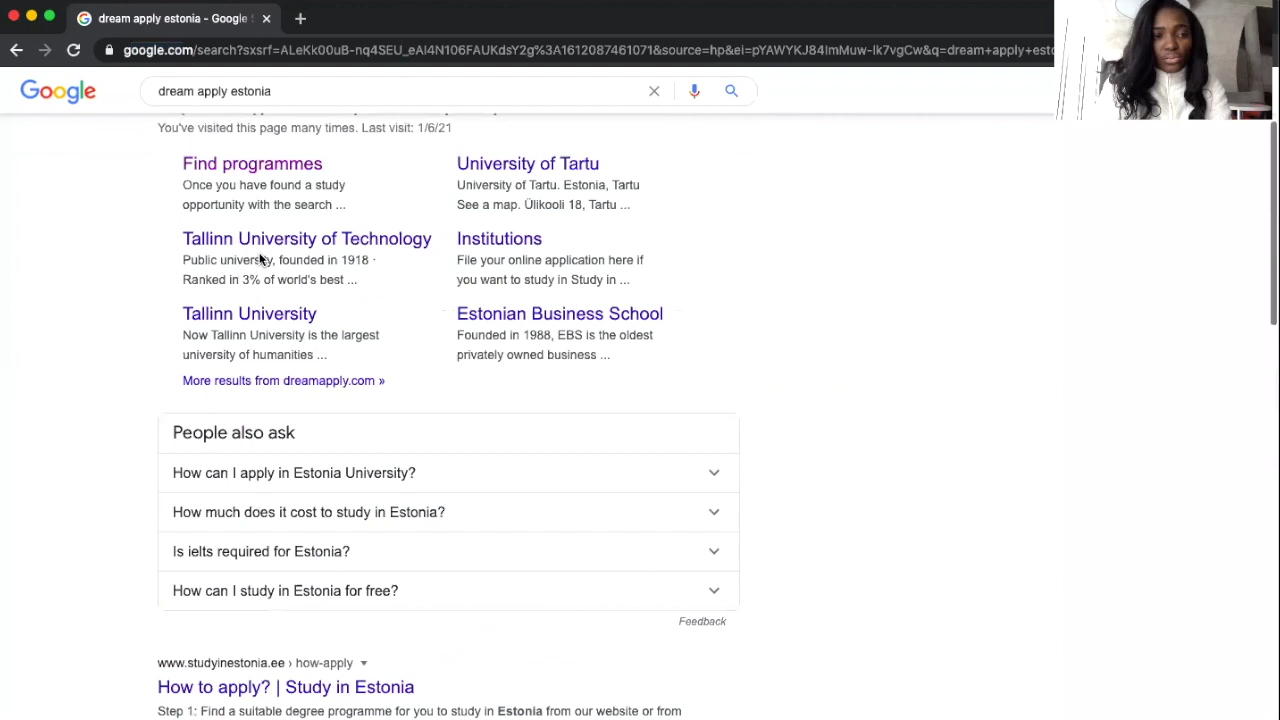 dream apply estonia - Google S
google.com/search?sxsrf=ALeKk00uB-nq4SEU_eAI4N106FAUKdsY2g%3A1612087461071&source=hp&ei=pYAWYKJ84ImMuw-lk7vgCw&q=dream+apply+esto
Google
dream apply estonia
You've visited this page many times. Last visit: 1/6/21
Find programmes
Once you have found a study
opportunity with the search ...
University of Tartu
University of Tartu. Estonia, Tartu
See a map. Ülikooli 18, Tartu ...
Tallinn University of Technology
Public university, founded in 1918 ·
Ranked in 3% of world's best ...
Institutions
File your online application here if
you want to study in Study in ...
Tallinn University
Now Tallinn University is the largest
university of humanities ...
Estonian Business School
Founded in 1988, EBS is the oldest
privately owned business ...
More results from dreamapply.com »
People also ask
How can I apply in Estonia University?
How much does it cost to study in Estonia?
Is ielts required for Estonia?
How can I study in Estonia for free?
Feedback
www.studyinestonia.ee › how-apply
How to apply? | Study in Estonia
Step 1: Find a suitable degree programme for you to study in Estonia from our website or from